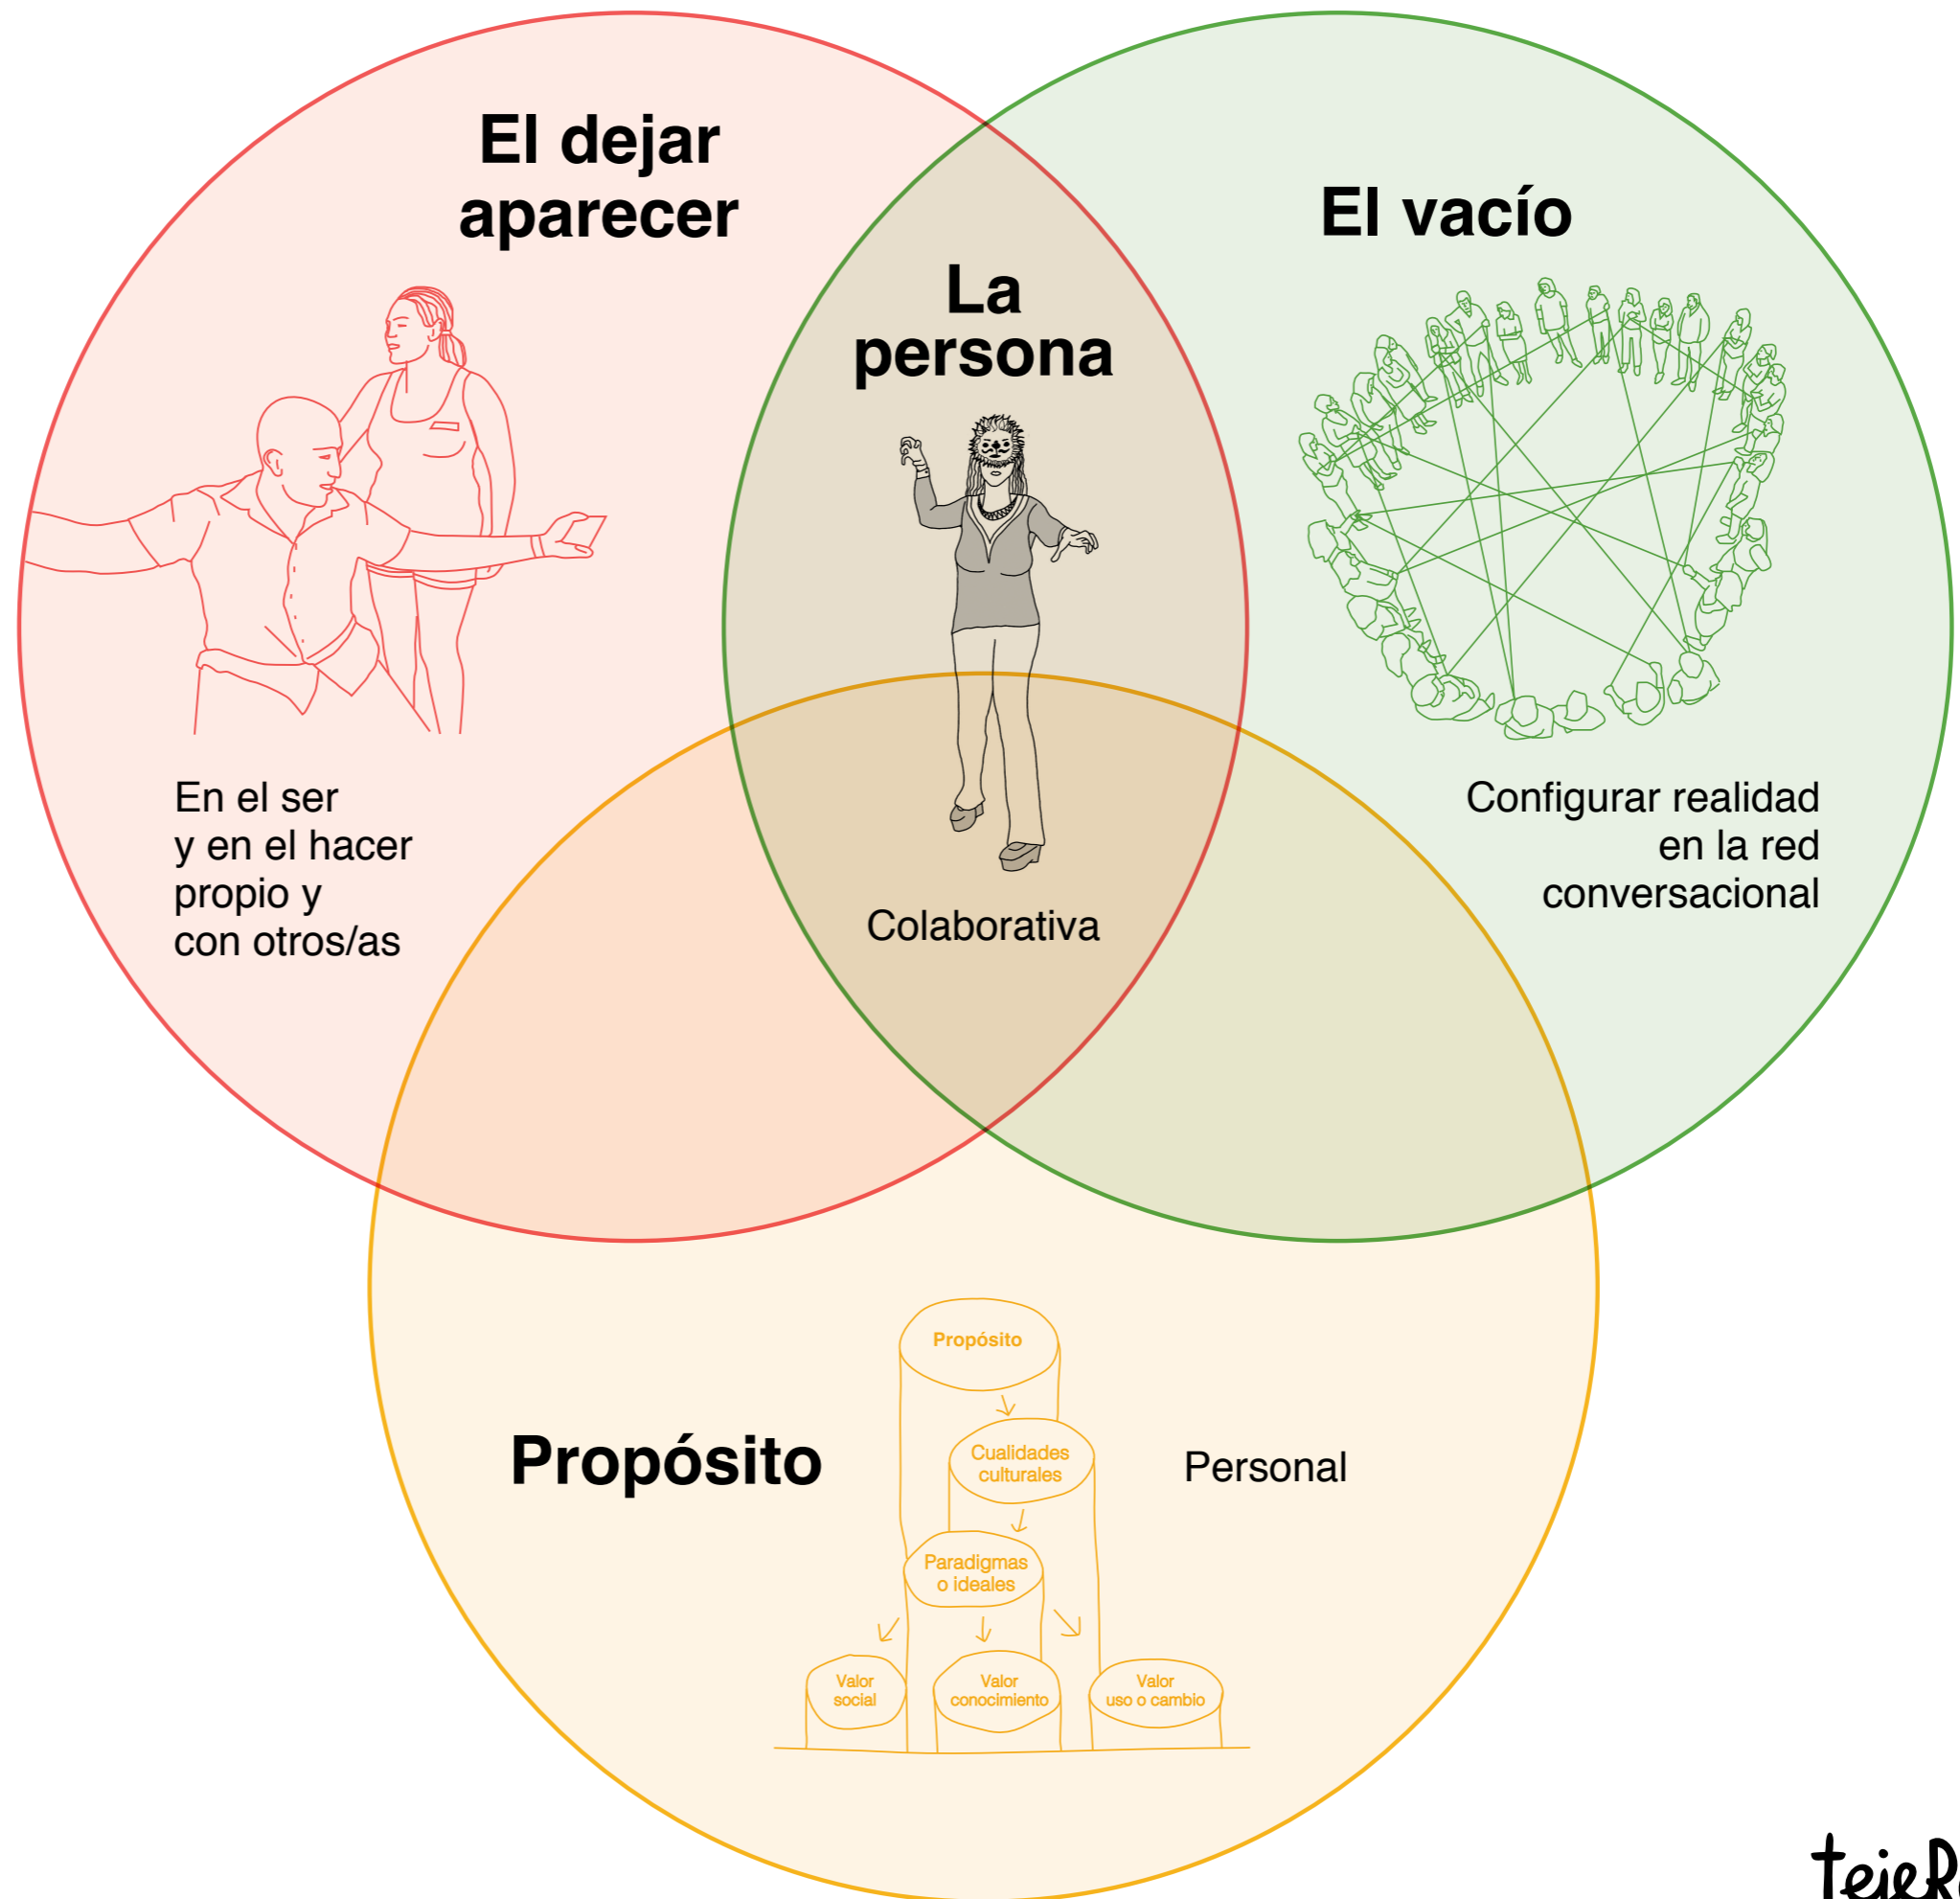 El dejar
aparecer
El vacío
La
persona
En el ser
y en el hacer
propio y
con otros/as
Configurar realidad
en la red
conversacional
Colaborativa
Propósito
Personal
Propósito
Cualidades
culturales
Paradigmas
o ideales
Valor
social
Valor
conocimiento
Valor
uso o cambio